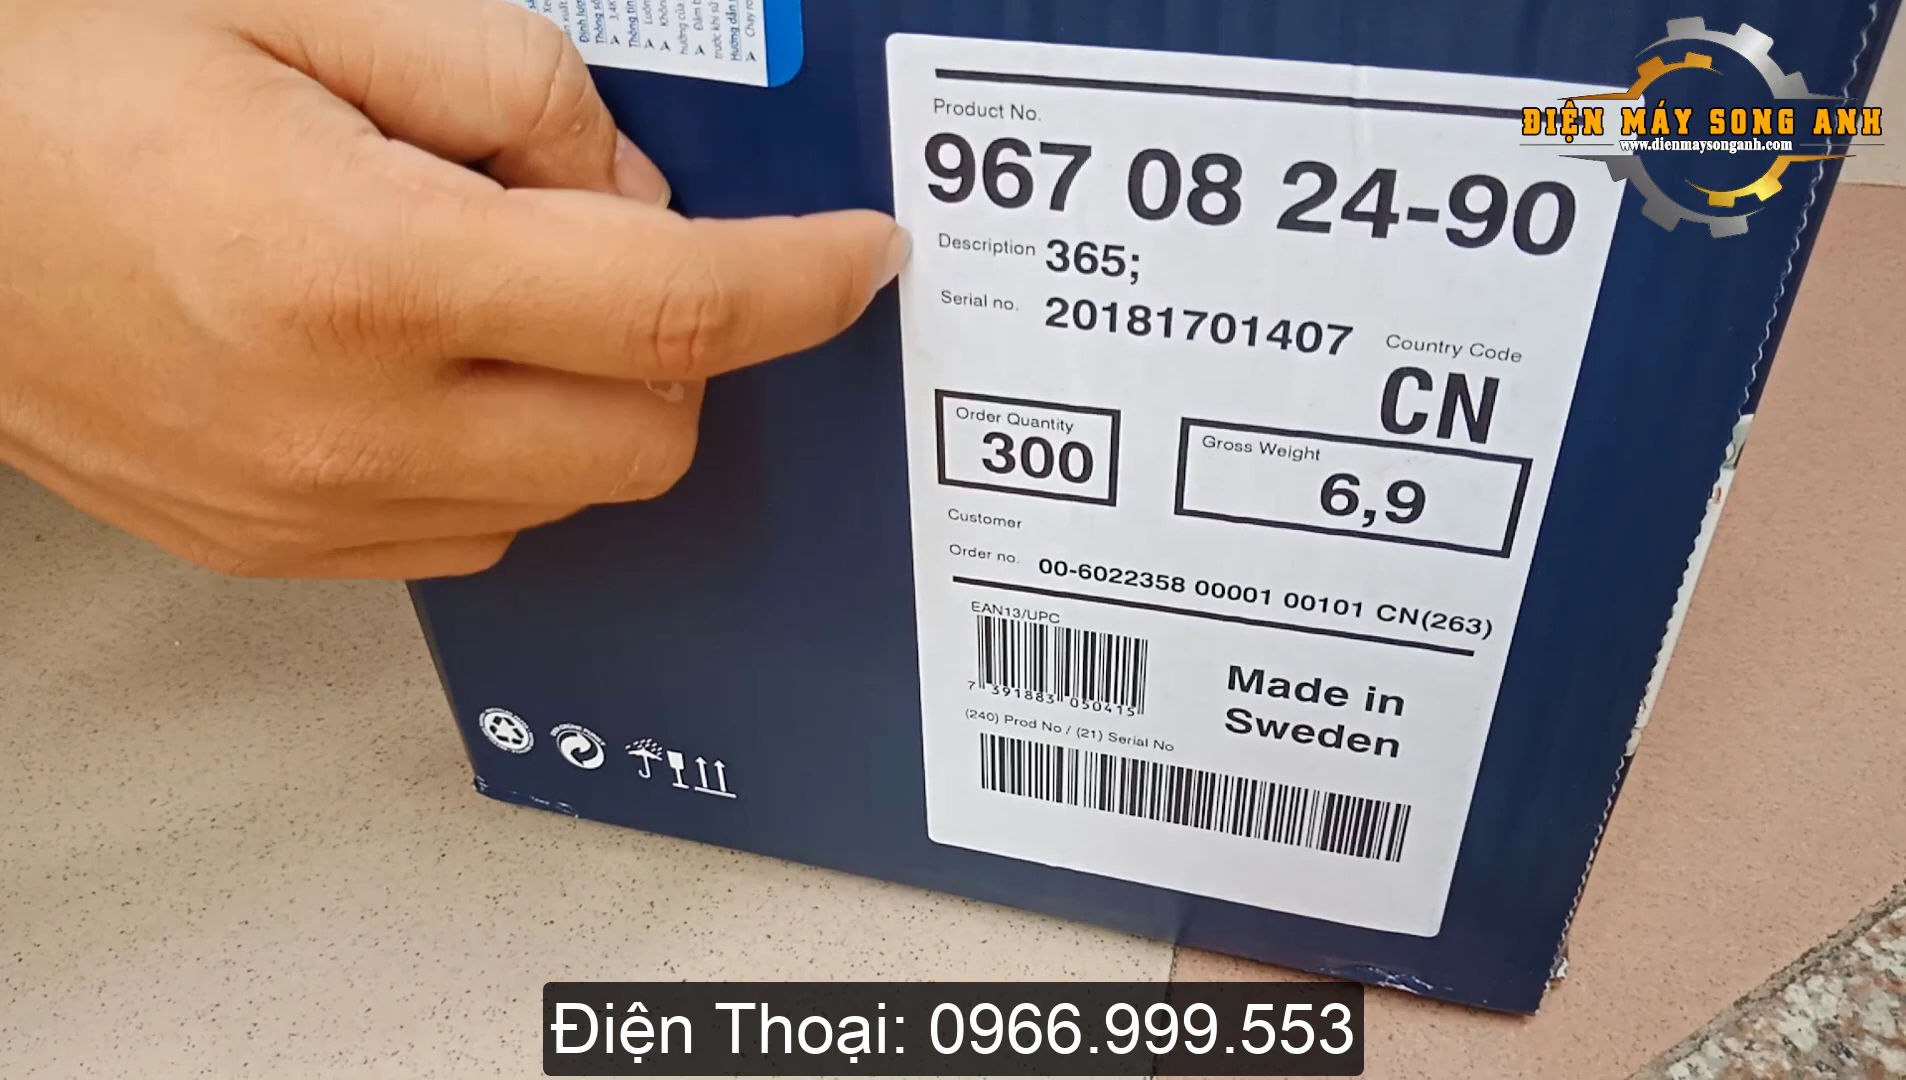 ĐIỆN MÁY SONG ANH
www.dienmaysonganh.com
Product No.
967 08 24-90
Description 365;
Serial no. 20181701407
Country Code
CN
Order Quantity
300
Gross Weight
6,9
Customer
Order no. 00-6022358 00001 00101 CN(263)
EAN13/UPC
7 391883 050415
Made in
Sweden
(240) Prod No / (21) Serial No
Điện Thoại: 0966.999.553